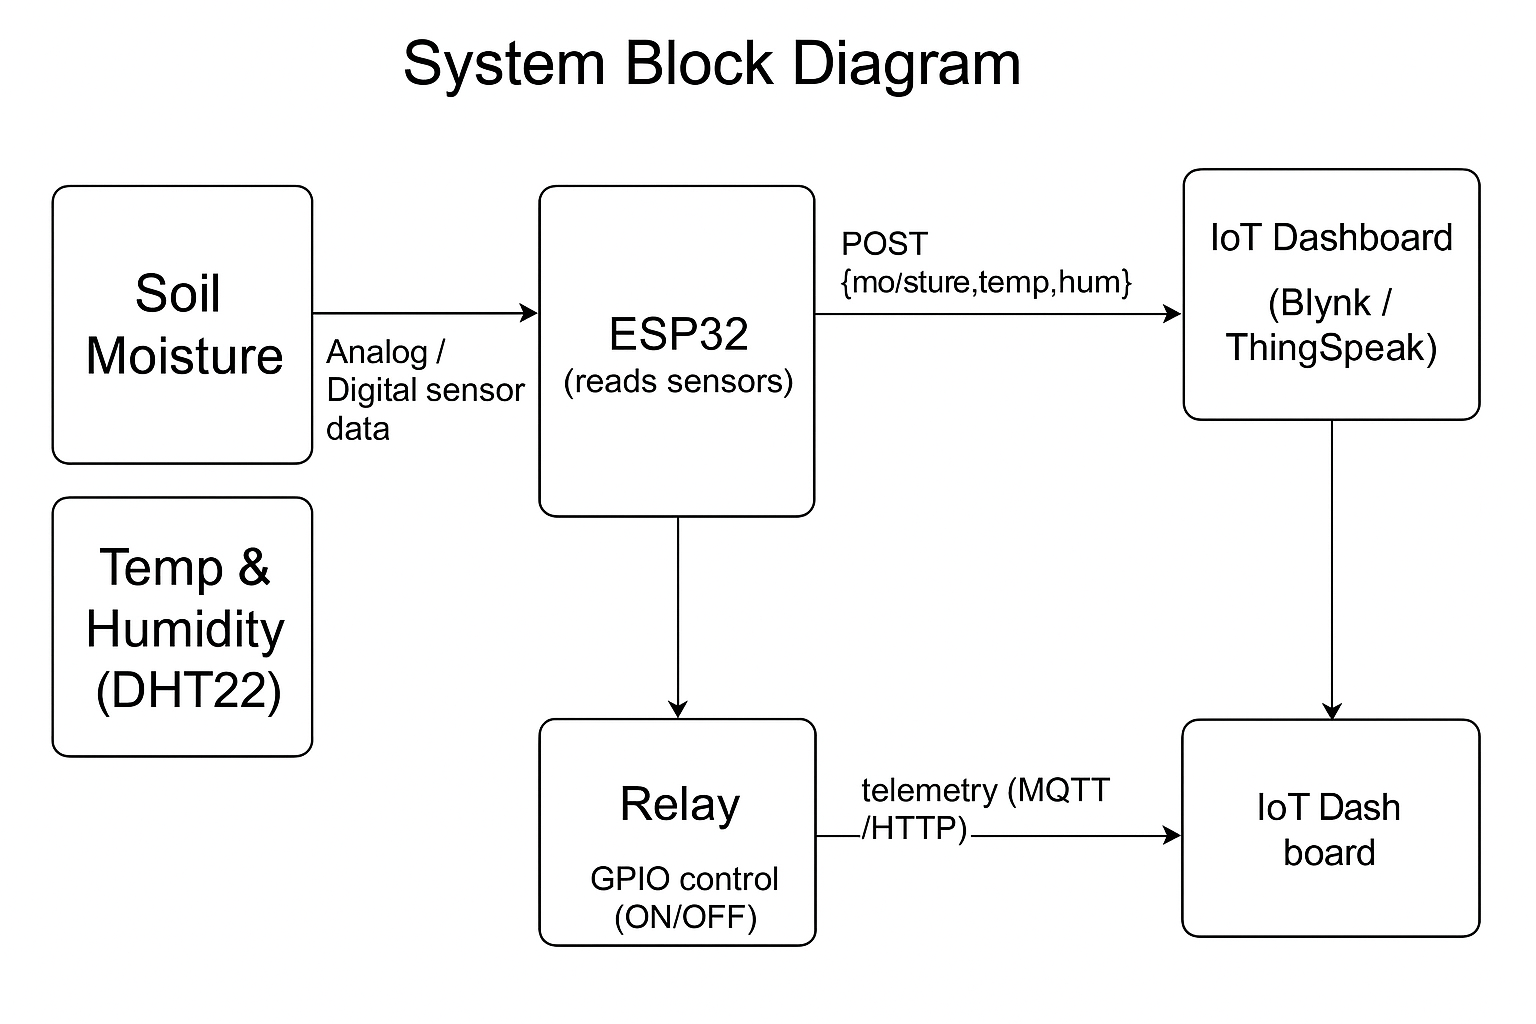 System Block Diagram
Soil
Moisture
Analog /
Digital sensor
data
ESP32
(reads sensors)
POST
{mo/sture,temp,hum}
IoT Dashboard
(Blynk /
ThingSpeak)
Temp &
Humidity
(DHT22)
Relay
GPIO control
(ON/OFF)
telemetry (MQTT
/HTTP)
IoT Dash
board